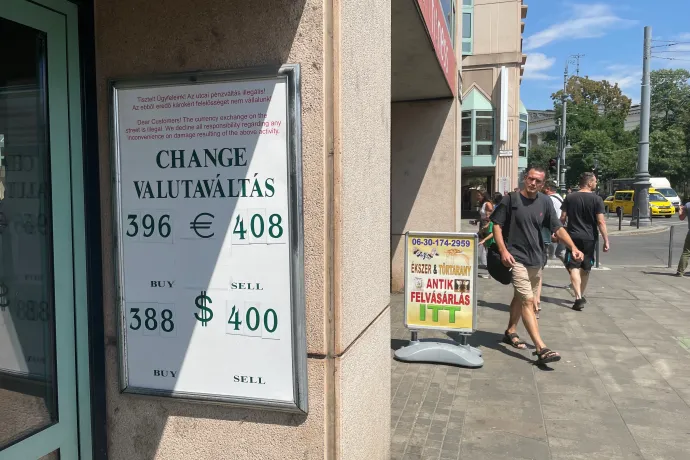 Tisztelt Ügyfeleink! Az utcai pénzváltás illegális!
Az ebből eredő károkért felelősséget nem vállalunk.
Dear Customers! The currency exchange on the
street is illegal. We decline all responsibility regarding any
inconvenience on damage resulting of the above activity.
CHANGE
VALUTAVÁLTÁS
396 € 408
BUY SELL
388 $ 400
BUY SELL
06-30-174-2959
ÉKSZER & TÖRTARANY
ANTIK
FELVÁSÁRLÁS
ITT